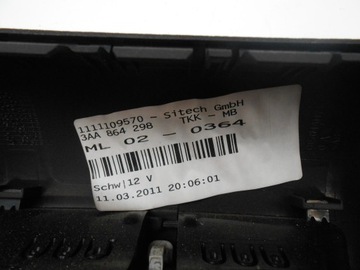 1111109570 - Sitech GmbH
3AA 864 298 TKK - MB
ML 02 - 0364
Schw|12 V
11.03.2011 20:06:01